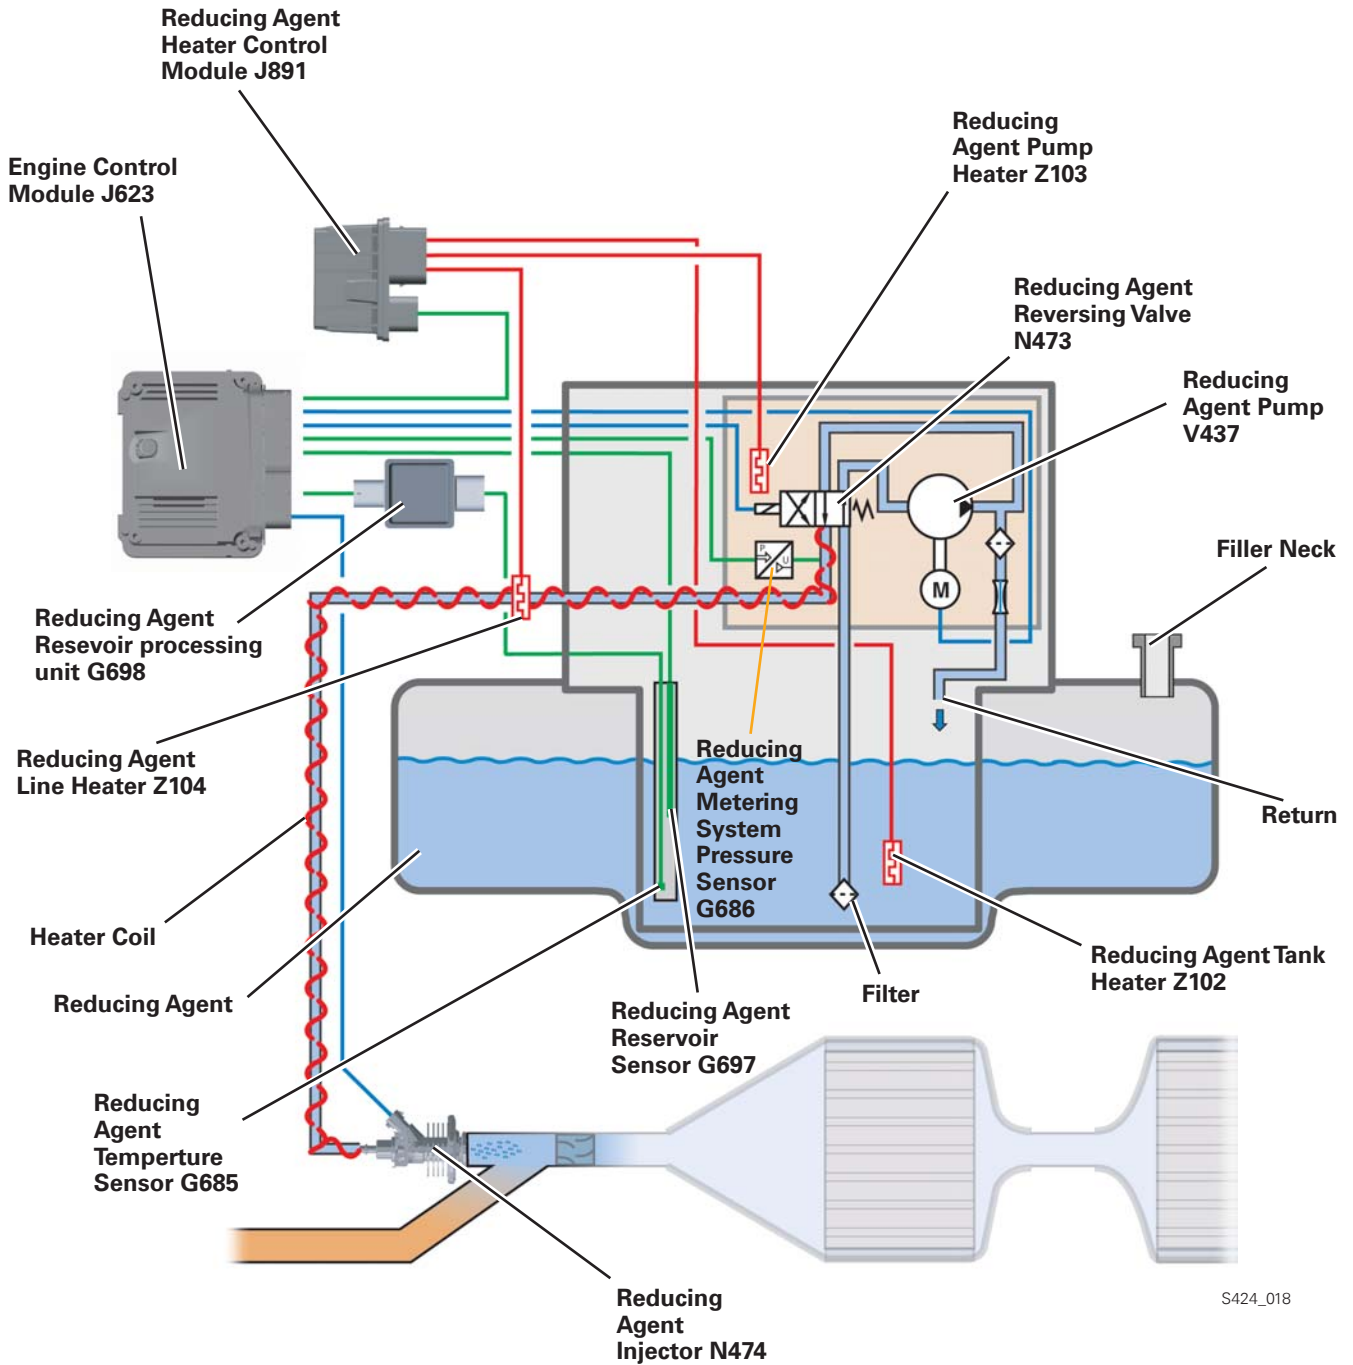 Reducing Agent
Heater Control
Module J891
Reducing
Agent Pump
Heater Z103
Engine Control
Module J623
Reducing Agent
Reversing Valve
N473
Reducing
Agent Pump
V437
Filler Neck
P
U
M
Reducing Agent
Resevoir processing
unit G698
Reducing Agent
Line Heater Z104
Reducing
Agent
Metering
System
Pressure
Sensor
G686
Return
Heater Coil
Reducing Agent Tank
Heater Z102
Reducing Agent
Filter
Reducing Agent
Reservoir
Sensor G697
Reducing
Agent
Temperture
Sensor G685
Reducing
Agent
Injector N474
S424_018